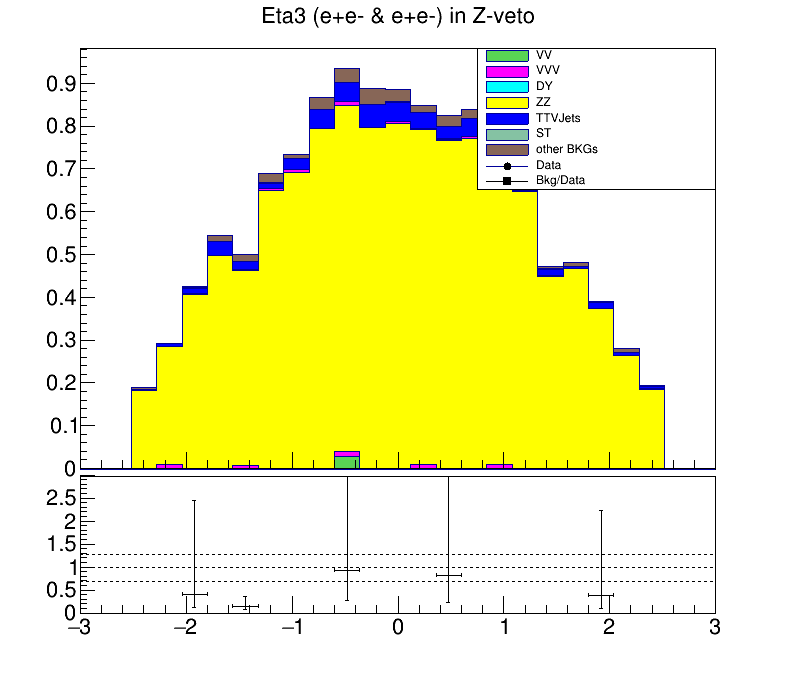 Eta3 (e+e- & e+e-) in Z-veto
0.9
0.8
0.7
0.6
0.5
0.4
0.3
0.2
0.1
0
VV
VVV
DY
ZZ
TTVJets
ST
other BKGs
Data
Bkg/Data
2.5
2
1.5
1
0.5
0
−3 −2 −1 0 1 2 3